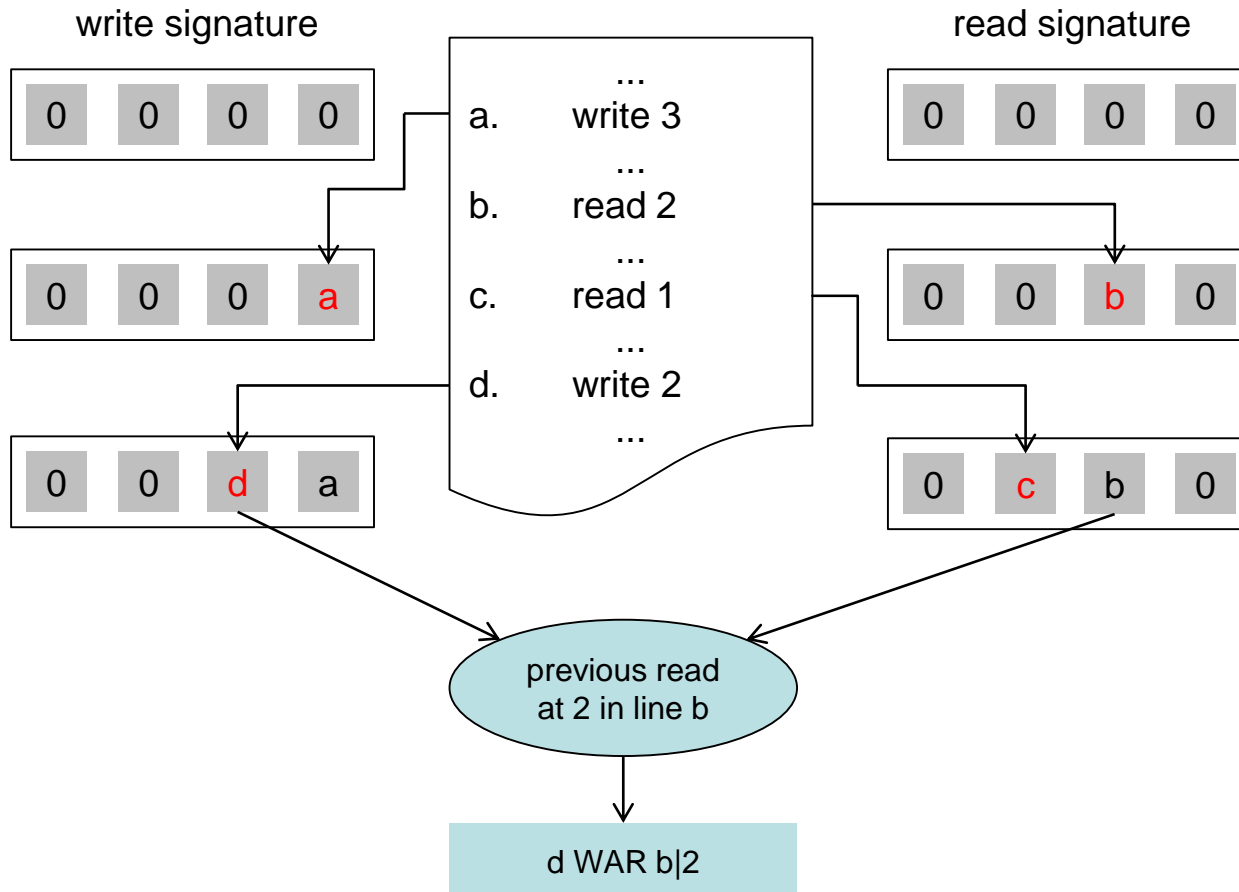 write signature
read signature
0 0 0 0
...
0 0 0 0
a. write 3
...
b. read 2
...
0 0 0 a
c. read 1
0 0 b 0
...
d. write 2
...
0 0 d a
0 c b 0
previous read
at 2 in line b
d WAR b|2